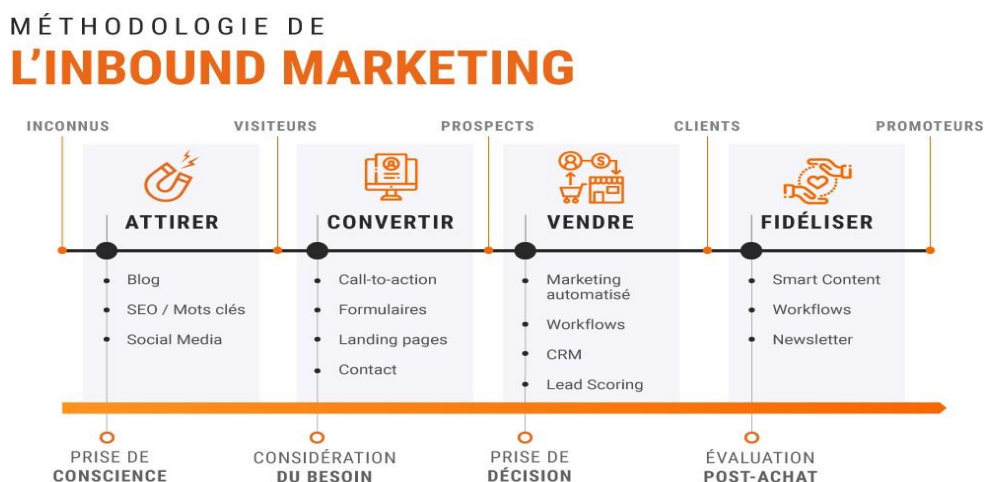 MÉTHODOLOGIE DE
L'INBOUND MARKETING
INCONNUS
VISITEURS
PROSPECTS
CLIENTS
PROMOTEURS
ATTIRER
Blog
SEO / Mots clés
Social Media
CONVERTIR
Call-to-action
Formulaires
Landing pages
Contact
VENDRE
Marketing
automatisé
Workflows
CRM
Lead Scoring
FIDÉLISER
Smart Content
Workflows
Newsletter
PRISE DE
CONSCIENCE
CONSIDÉRATION
DU BESOIN
PRISE DE
DÉCISION
ÉVALUATION
POST-ACHAT